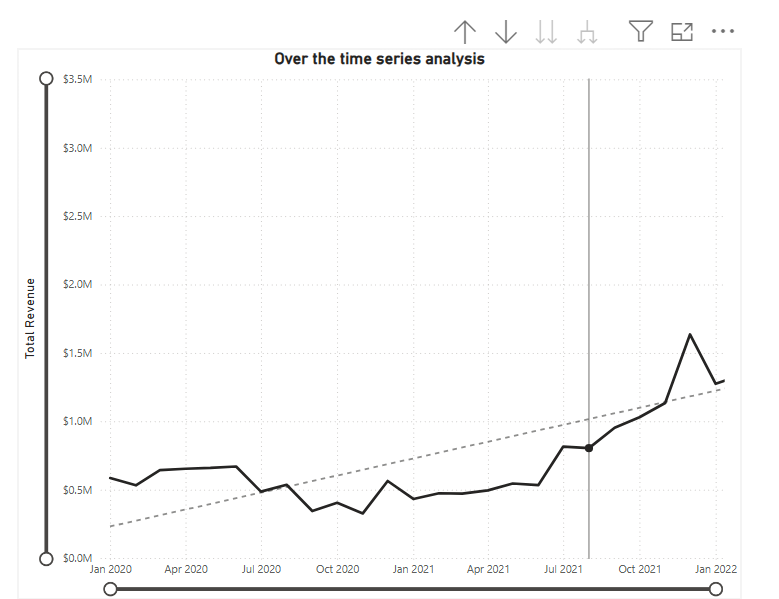 Over the time series analysis
Total Revenue
$3.5M
$3.0M
$2.5M
$2.0M
$1.5M
$1.0M
$0.5M
$0.0M
Jan 2020 Apr 2020 Jul 2020 Oct 2020 Jan 2021 Apr 2021 Jul 2021 Oct 2021 Jan 2022